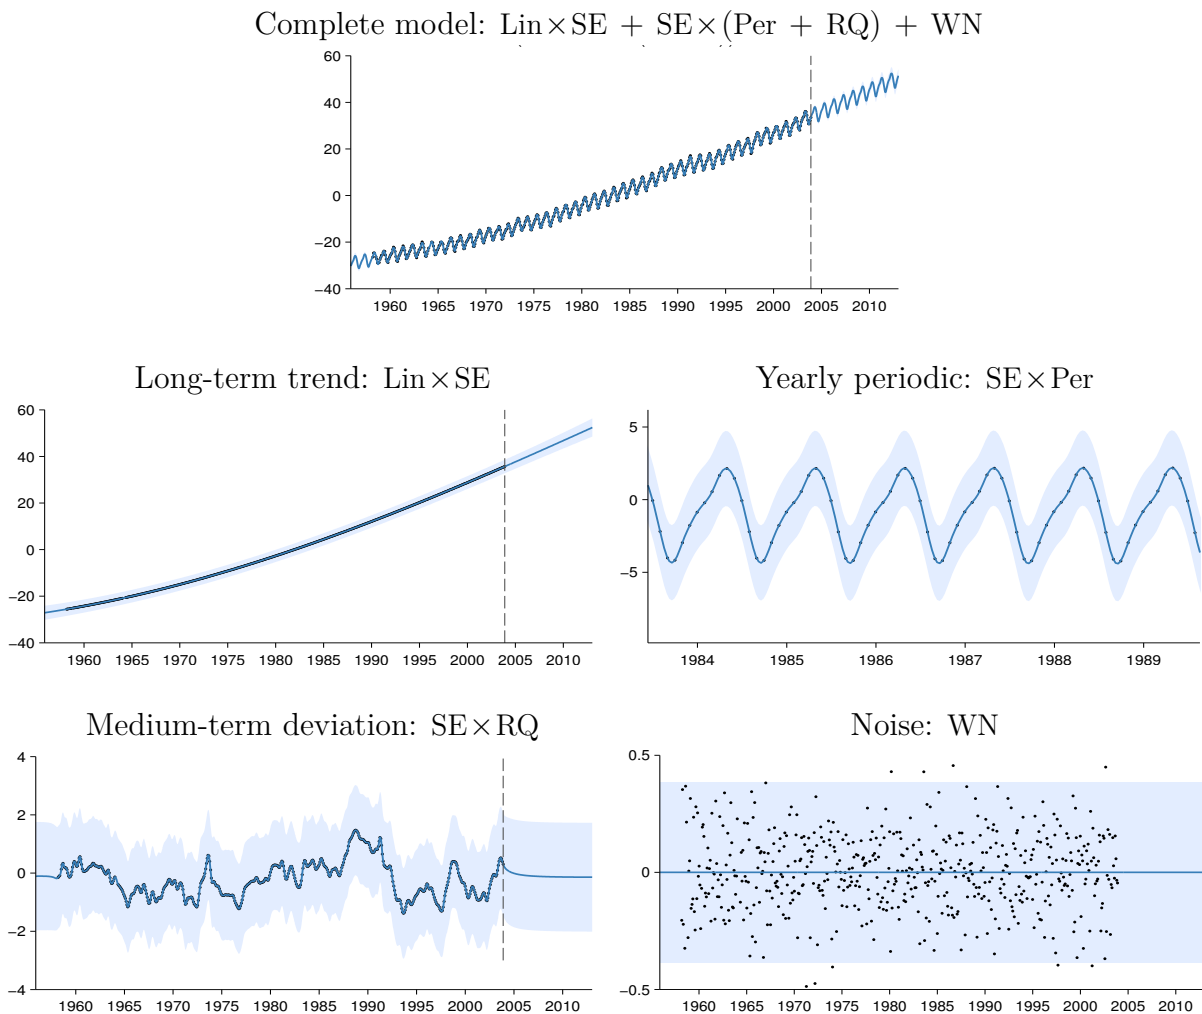 Complete model: Lin×SE + SE×(Per + RQ) + WN
60
40
20
0
−20
−40
1960 1965 1970 1975 1980 1985 1990 1995 2000 2005 2010
Long-term trend: Lin×SE
60
40
20
0
−20
−40
1960 1965 1970 1975 1980 1985 1990 1995 2000 2005 2010
Yearly periodic: SE×Per
5
0
−5
1984 1985 1986 1987 1988 1989
Medium-term deviation: SE×RQ
4
2
0
−2
−4
1960 1965 1970 1975 1980 1985 1990 1995 2000 2005 2010
Noise: WN
0.5
0
−0.5
1960 1965 1970 1975 1980 1985 1990 1995 2000 2005 2010